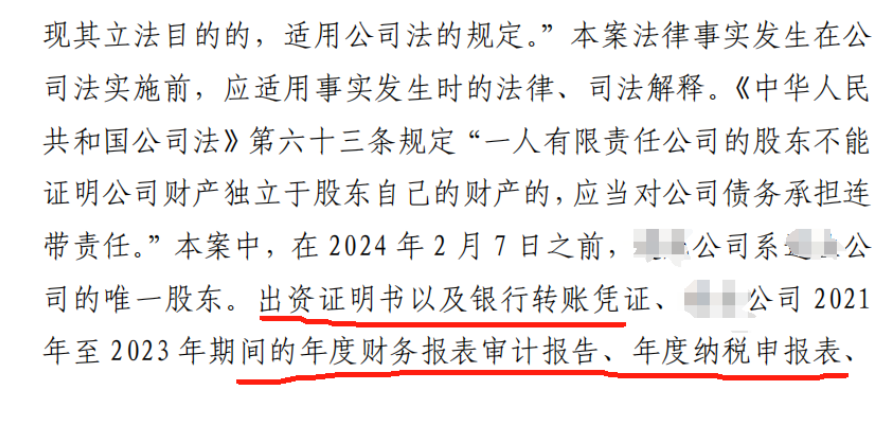 现其立法目的的，适用公司法的规定。”本案法律事实发生在公
司法实施前，应适用事实发生时的法律、司法解释。《中华人民
共和国公司法》第六十三条规定“一人有限责任公司的股东不能
证明公司财产独立于股东自己的财产的，应当对公司债务承担连
带责任。”本案中，在 2024 年 2 月 7 日之前，公司系公
司的唯一股东。出资证明书以及银行转账凭证、公司 2021
年至 2023 年期间的年度财务报表审计报告、年度纳税申报表、